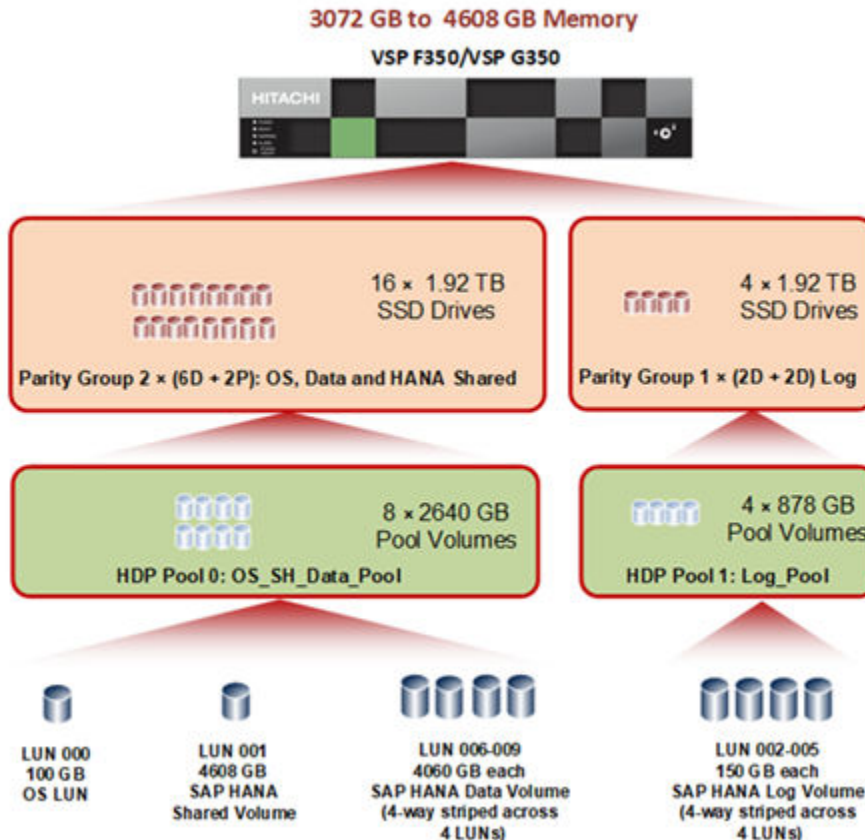 3072 GB to 4608 GB Memory
VSP F350/VSP G350
HITACHI
16 × 1.92 TB
SSD Drives
Parity Group 2 × (6D + 2P): OS, Data and HANA Shared
4 × 1.92 TB
SSD Drives
Parity Group 1 × (2D + 2D) Log
8 × 2640 GB
Pool Volumes
HDP Pool 0: OS_SH_Data_Pool
4 × 878 GB
Pool Volumes
HDP Pool 1: Log_Pool
LUN 000
100 GB
OS LUN
LUN 001
4608 GB
SAP HANA
Shared Volume
LUN 006-009
4060 GB each
SAP HANA Data Volume
(4-way striped across
4 LUNs)
LUN 002-005
150 GB each
SAP HANA Log Volume
(4-way striped across
4 LUNs)